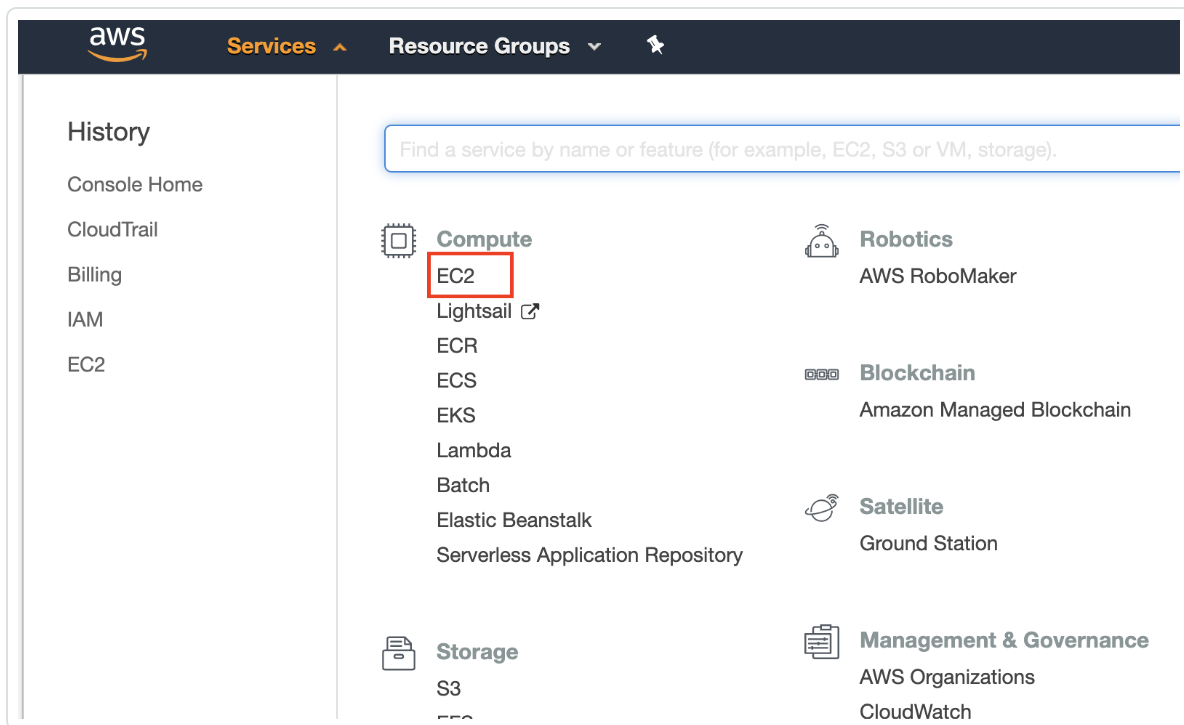 aws
Services
Resource Groups
History
Console Home
CloudTrail
Billing
IAM
EC2
Find a service by name or feature (for example, EC2, S3 or VM, storage).
Compute
EC2
Lightsail
ECR
ECS
EKS
Lambda
Batch
Elastic Beanstalk
Serverless Application Repository
Storage
S3
Robotics
AWS RoboMaker
Blockchain
Amazon Managed Blockchain
Satellite
Ground Station
Management & Governance
AWS Organizations
CloudWatch